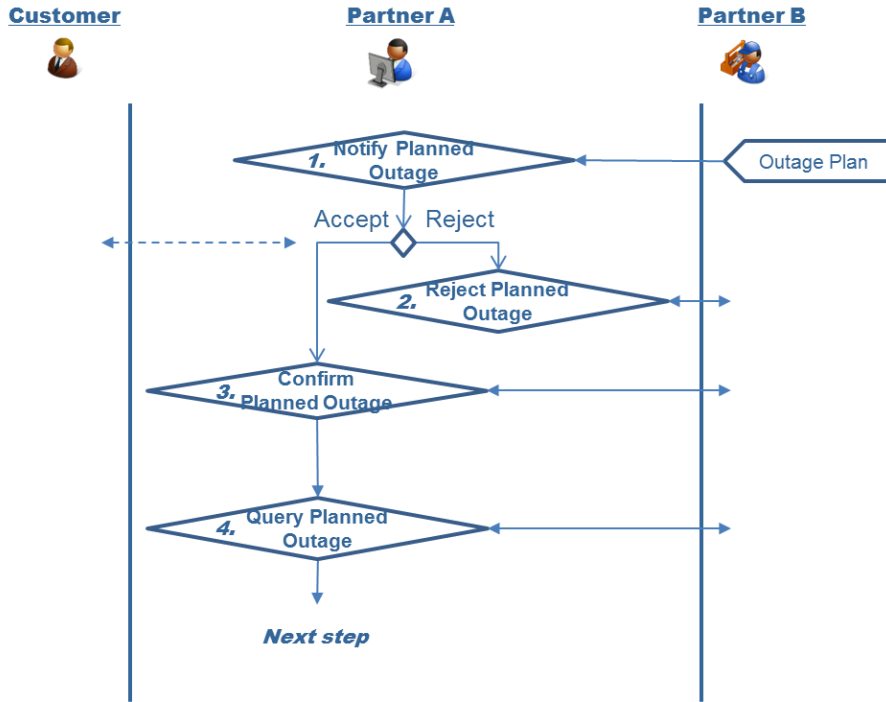 Customer
Partner A
Partner B
1. Notify Planned
Outage
Outage Plan
Accept
Reject
2. Reject Planned
Outage
Confirm
3. Planned Outage
4. Query Planned
Outage
Next step